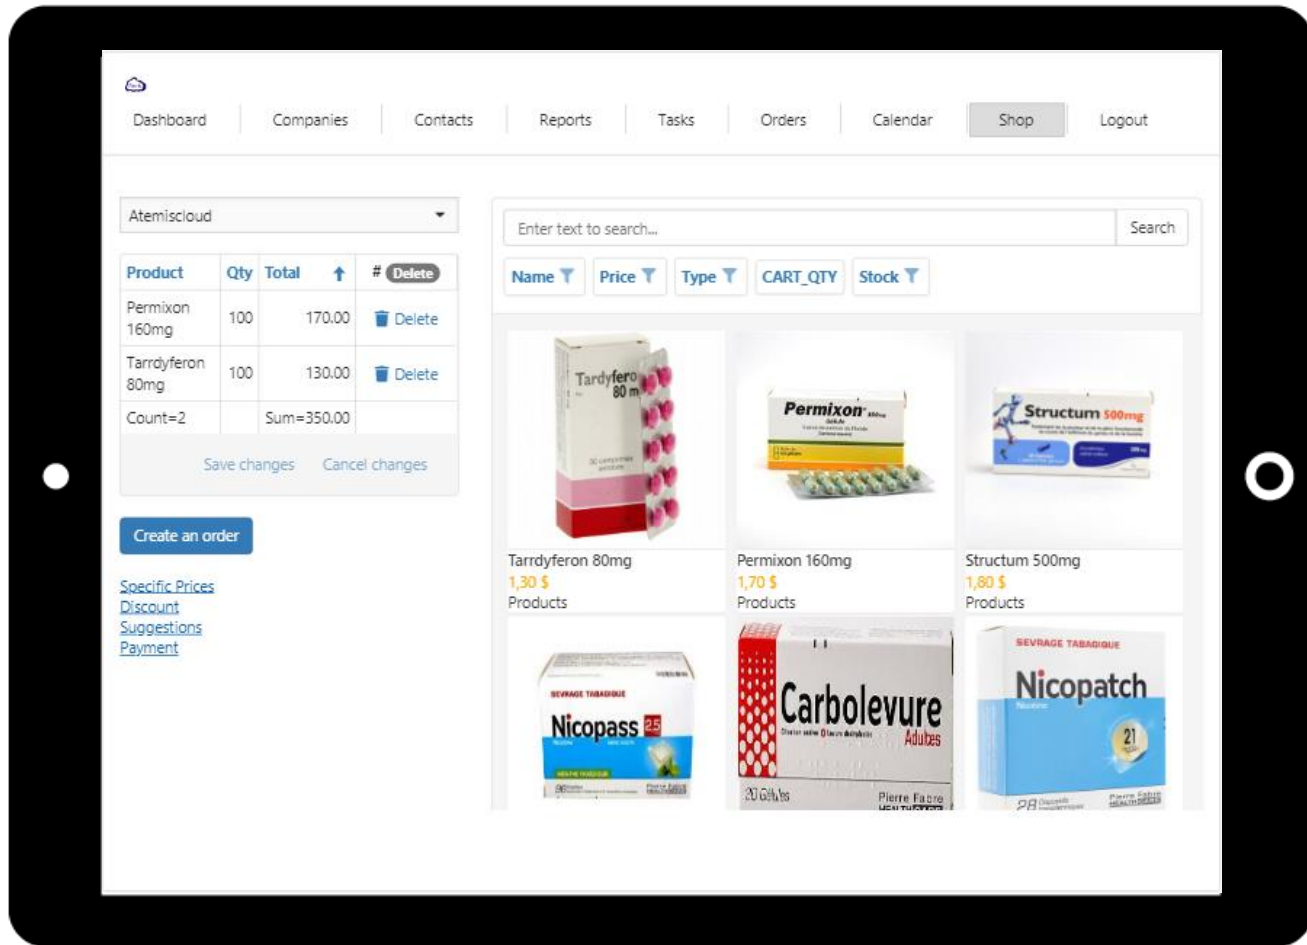 Dashboard
Companies
Contacts
Reports
Tasks
Orders
Calendar
Shop
Logout
Atemiscloud
Product Qty Total # Delete
Permixon
160mg
100 170.00 Delete
Tarrdyferon
80mg
100 130.00 Delete
Count=2 Sum=350.00
Save changes Cancel changes
Create an order
Specific Prices
Discount
Suggestions
Payment
Enter text to search...
Search
Name
Price
Type
CART_QTY
Stock
Tardyfero
80 m
Tarrdyferon 80mg
1,30 $
Products
Permixon
Permixon 160mg
1,70 $
Products
Structum 500mg
Structum 500mg
1,80 $
Products
SEVRAGE TABAGIQUE
Nicopass 2.5
Carbolevure
Adultes
20 Gélules
Pierre Fabre
SEVRAGE TABAGIQUE
Nicopatch
21
28
Pierre Fabre